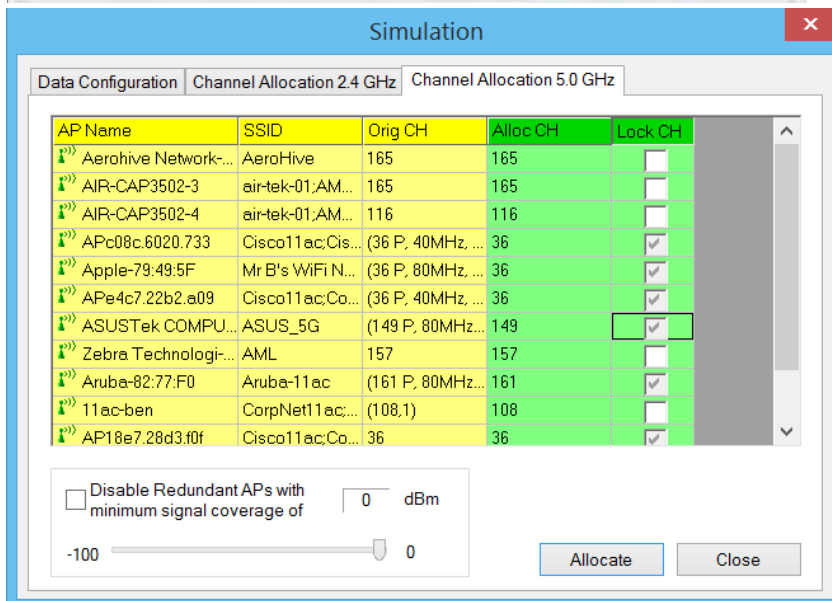 Simulation
Data Configuration Channel Allocation 2.4 GHz Channel Allocation 5.0 GHz
AP Name SSID Orig CH Alloc CH Lock CH
Aerohive Network-... AeroHive 165 165
AIR-CAP3502-3 air-tek-01;AM... 165 165
AIR-CAP3502-4 air-tek-01;AM... 116 116
APc08c.6020.733 Cisco11ac;Cis... (36 P, 40MHz, ... 36
Apple-79:49:5F Mr B's WiFi N... (36 P, 80MHz, ... 36
APe4c7.22b2.a09 Cisco11ac;Co... (36 P, 40MHz, ... 36
ASUSTek COMPU... ASUS_5G (149 P, 80MHz... 149
Zebra Technologi-... AML 157 157
Aruba-82:77:F0 Aruba-11ac (161 P, 80MHz... 161
11ac-ben CorpNet11ac;... (108,1) 108
AP18e7.28d3.f0f Cisco11ac;Co... 36 36
Disable Redundant APs with
minimum signal coverage of 0 dBm
-100 0
Allocate Close